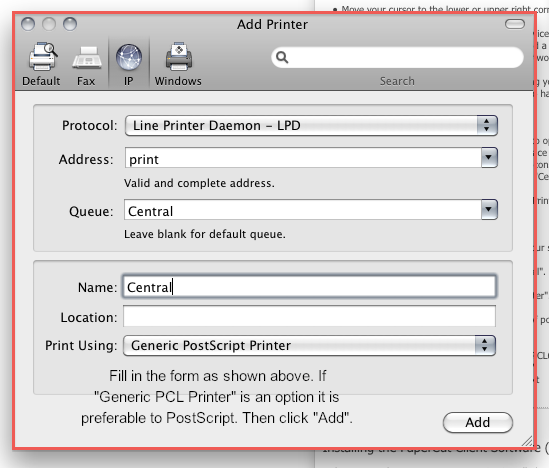 Move your cursor to the lower or upper right corn
Add Printer
Default Fax IP Windows
Search
Protocol: Line Printer Daemon – LPD
Address: print
Valid and complete address.
Queue: Central
Leave blank for default queue.
Name: Central
Location:
Print Using: Generic PostScript Printer
Fill in the form as shown above. If
"Generic PCL Printer" is an option it is
preferable to PostScript. Then click "Add".
Add
Installing the PaperCut Client Software (